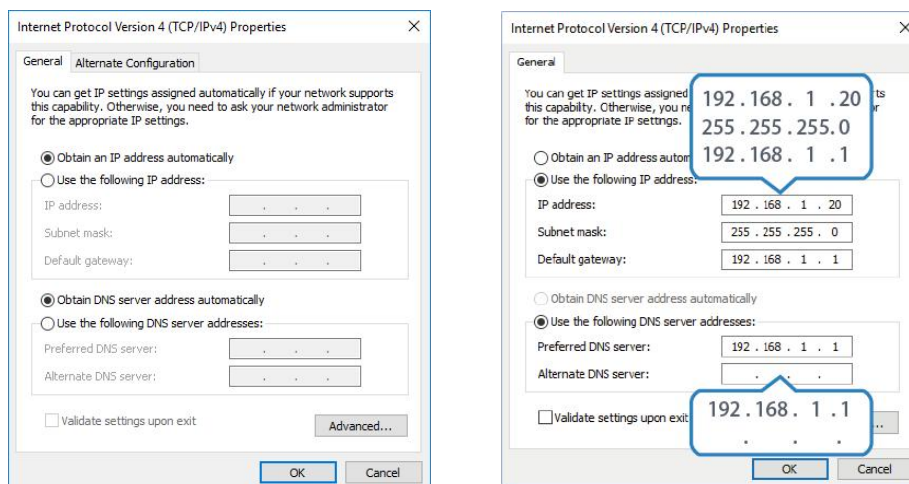 Internet Protocol Version 4 (TCP/IPv4) Properties
General
Alternate Configuration
You can get IP settings assigned automatically if your network supports
this capability. Otherwise, you need to ask your network administrator
for the appropriate IP settings.
Obtain an IP address automatically
Use the following IP address:
IP address:
. . .
Subnet mask:
. . .
Default gateway:
. . .
Obtain DNS server address automatically
Use the following DNS server addresses:
Preferred DNS server:
. . .
Alternate DNS server:
. . .
Validate settings upon exit
Advanced...
OK
Cancel
Internet Protocol Version 4 (TCP/IPv4) Properties
General
You can get IP settings assigned
this capability. Otherwise, you
for the appropriate IP settings.
192.168. 1 .20
255.255.255.0
192.168. 1 .1
Obtain an IP address
Use the following IP address:
IP address:
192 . 168 . 1 . 20
Subnet mask:
255 . 255 . 255 . 0
Default gateway:
192 . 168 . 1 . 1
Obtain DNS server address automatically
Use the following DNS server addresses:
Preferred DNS server:
192 . 168 . 1 . 1
Alternate DNS server:
. . .
Validate settings upon exit
192.168. 1 .1
. . .
OK
Cancel